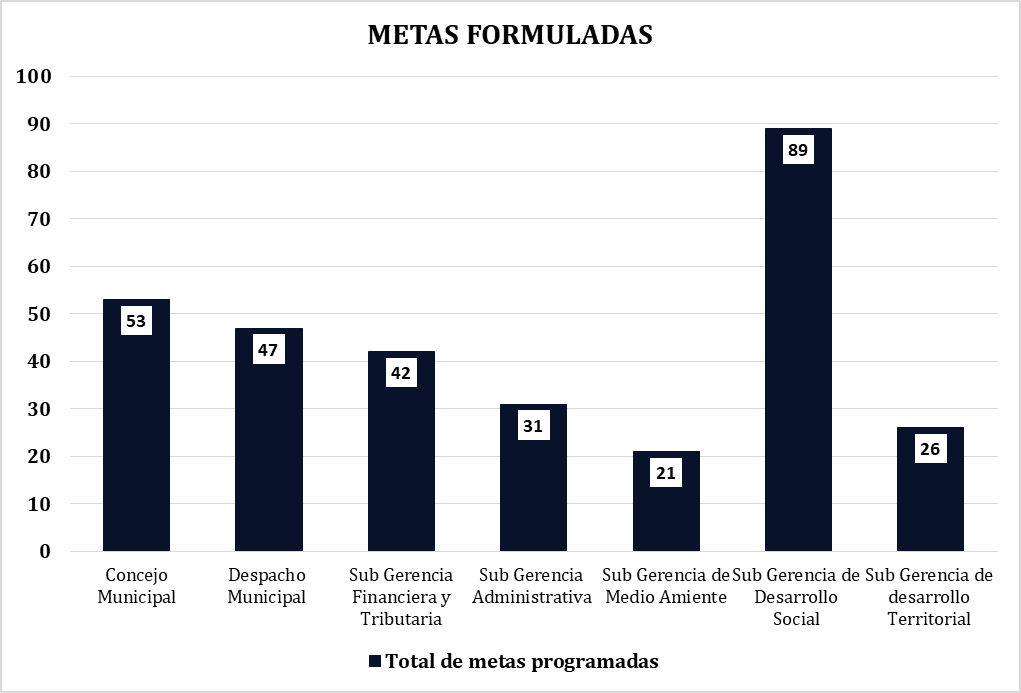 METAS FORMULADAS
100
90
80
70
60
50
40
30
20
10
0
53
47
42
31
21
89
26
Concejo
Municipal
Despacho
Municipal
Sub Gerencia
Financiera y
Tributaria
Sub Gerencia
Administrativa
Sub Gerencia de
Medio Amiente
Sub Gerencia de
Desarrollo
Social
Sub Gerencia de
desarrollo
Territorial
Total de metas programadas